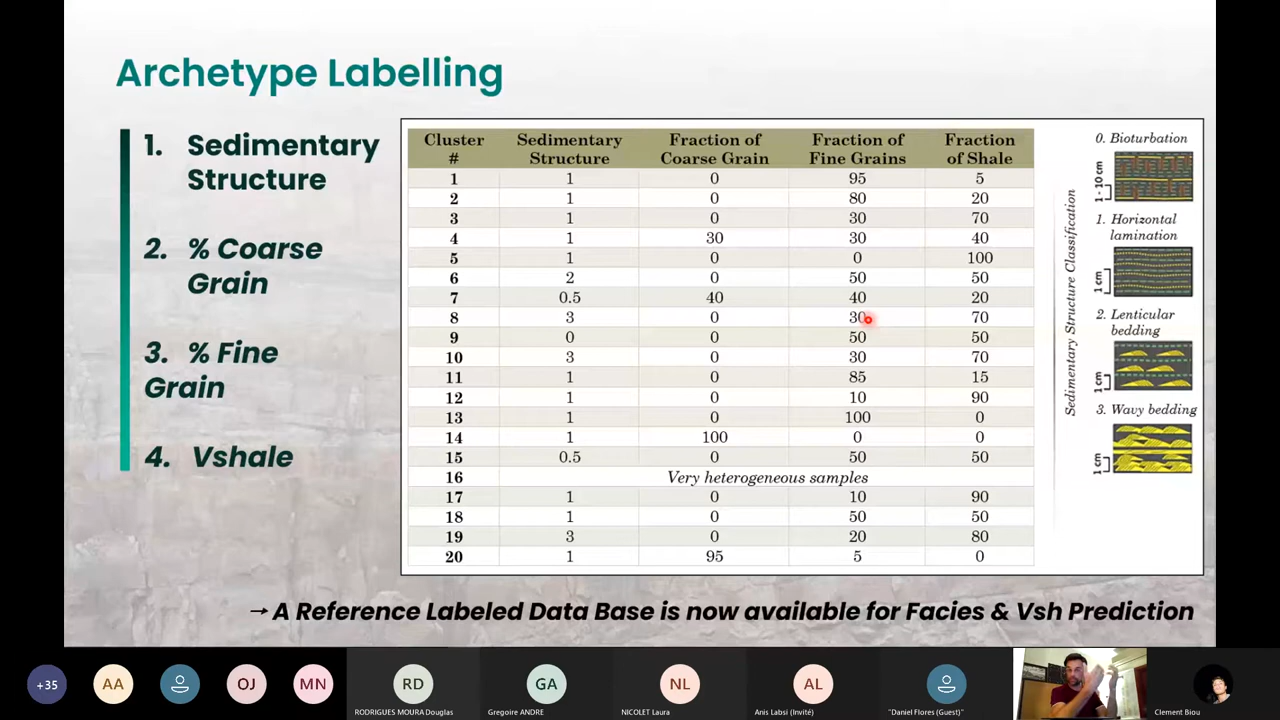 Archetype Labelling
1. Sedimentary
Structure
2. % Coarse
Grain
3. % Fine
Grain
4. Vshale
Cluster # Sedimentary Structure Fraction of Coarse Grain Fraction of Fine Grains Fraction of Shale
1 1 0 95 5
2 1 0 80 20
3 1 0 30 70
4 1 30 30 40
5 1 0 0 100
6 2 0 50 50
7 0.5 40 40 20
8 3 0 30 70
9 0 0 50 50
10 3 0 30 70
11 1 0 85 15
12 1 0 10 90
13 1 0 100 0
14 1 100 0 0
15 0.5 0 50 50
16 Very heterogeneous samples
17 1 0 10 90
18 1 0 50 50
19 3 0 20 80
20 1 95 5 0
Sedimentary Structure Classification
0. Bioturbation
1 - 10 cm
1. Horizontal
lamination
1 cm
2. Lenticular
bedding
1 cm
3. Wavy bedding
1 cm
→ A Reference Labeled Data Base is now available for Facies & Vsh Prediction
+35 AA OJ MN RD GA NL AL
RODRIGUES MOURA Douglas Gregoire ANDRE NICOLET Laura Anis Labsi (Invité) "Daniel Flores (Guest)" Clement Biou